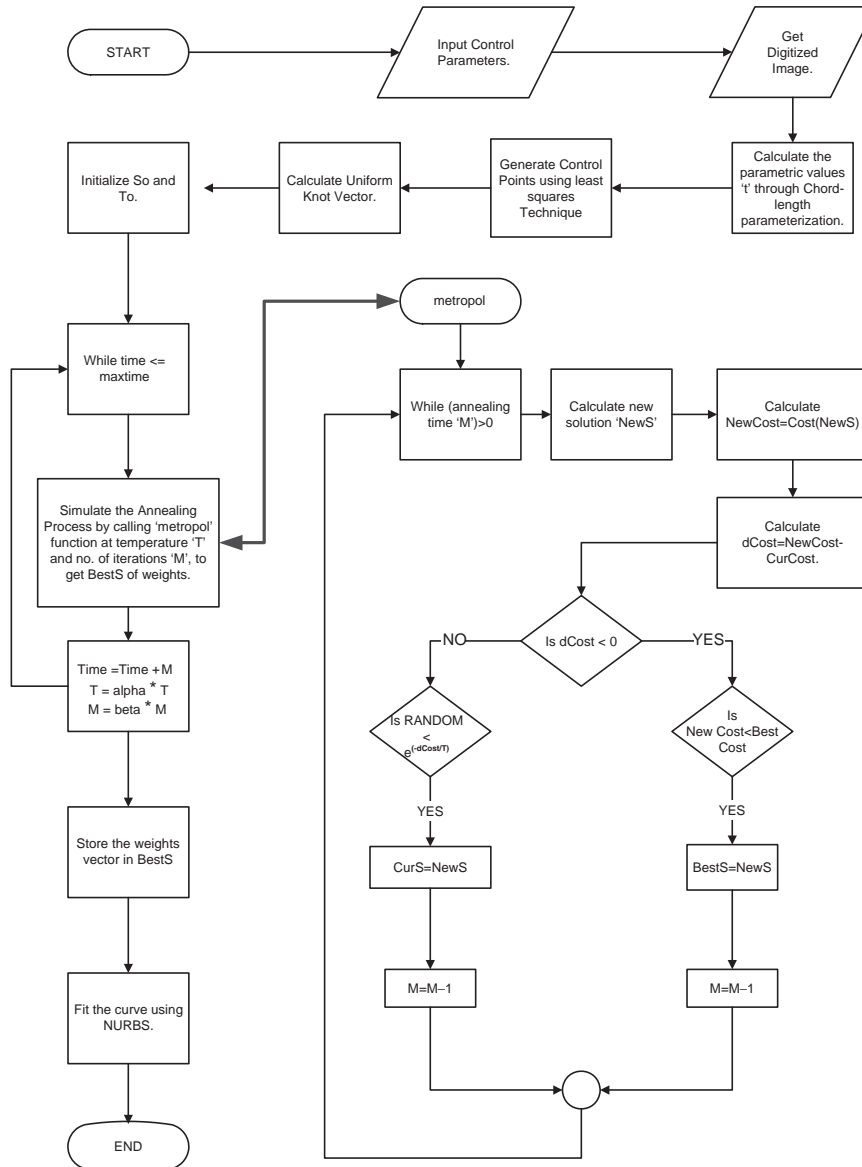 START
Input Control
Parameters.
Get
Digitized
Image.
Calculate the
parametric values
‘t’ through Chord-
length
parameterization.
Generate Control
Points using least
squares
Technique
Calculate Uniform
Knot Vector.
Initialize So and
To.
While time <=
maxtime
Simulate the Annealing
Process by calling ‘metropol’
function at temperature ‘T’
and no. of iterations ‘M’, to
get BestS of weights.
Time =Time +M
T = alpha * T
M = beta * M
Store the weights
vector in BestS
Fit the curve using
NURBS.
END
metropol
While (annealing
time ‘M’)>0
Calculate new
solution ‘NewS’
Calculate
NewCost=Cost(NewS)
Calculate
dCost=NewCost-
CurCost.
Is dCost < 0
NO
YES
Is RANDOM
<
e(-dCost/T)
YES
CurS=NewS
M=M–1
Is
New Cost<Best
Cost
YES
BestS=NewS
M=M–1